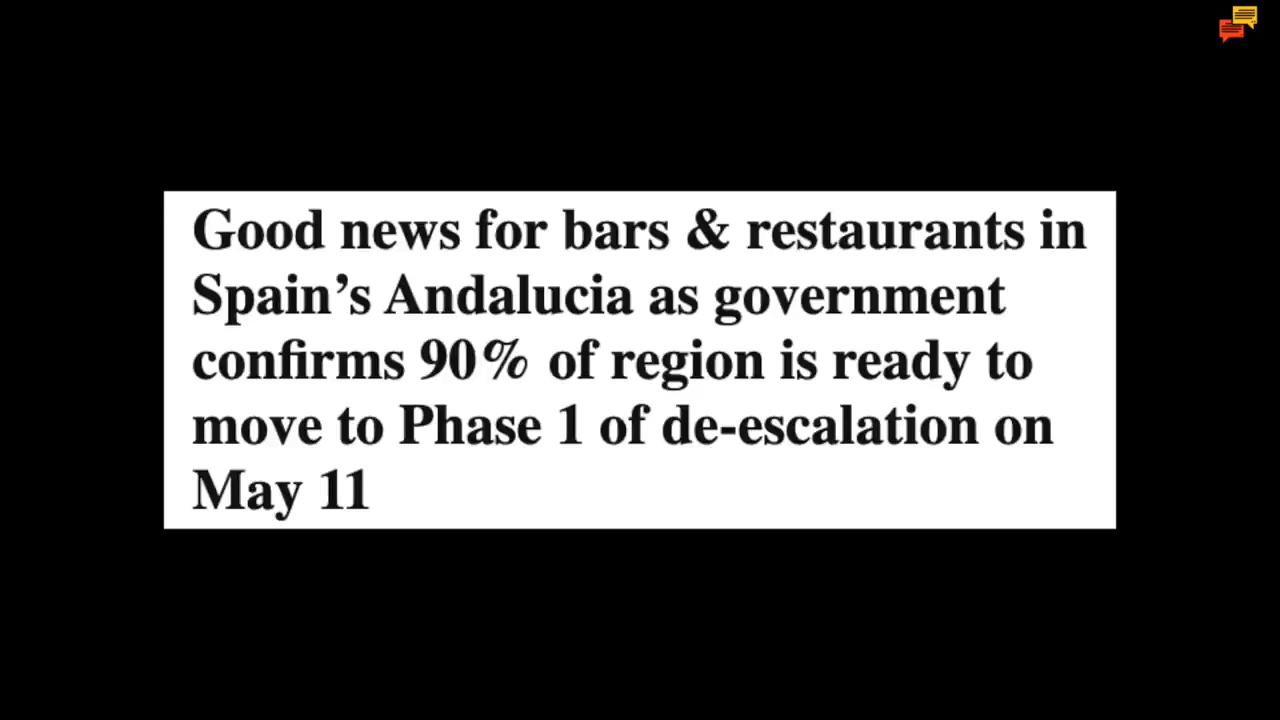 Good news for bars & restaurants in
Spain’s Andalucia as government
confirms 90% of region is ready to
move to Phase 1 of de-escalation on
May 11